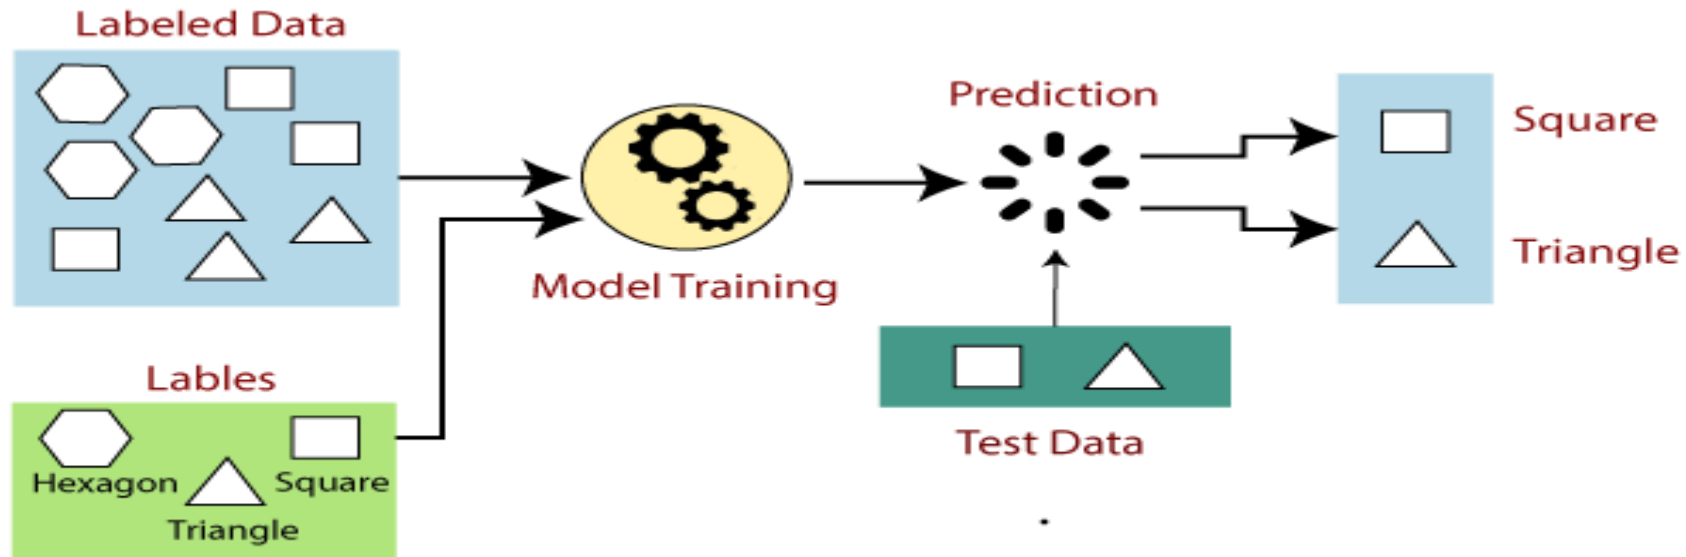 Labeled Data
Prediction
Square
Triangle
Model Training
Lables
Hexagon
Square
Triangle
Test Data